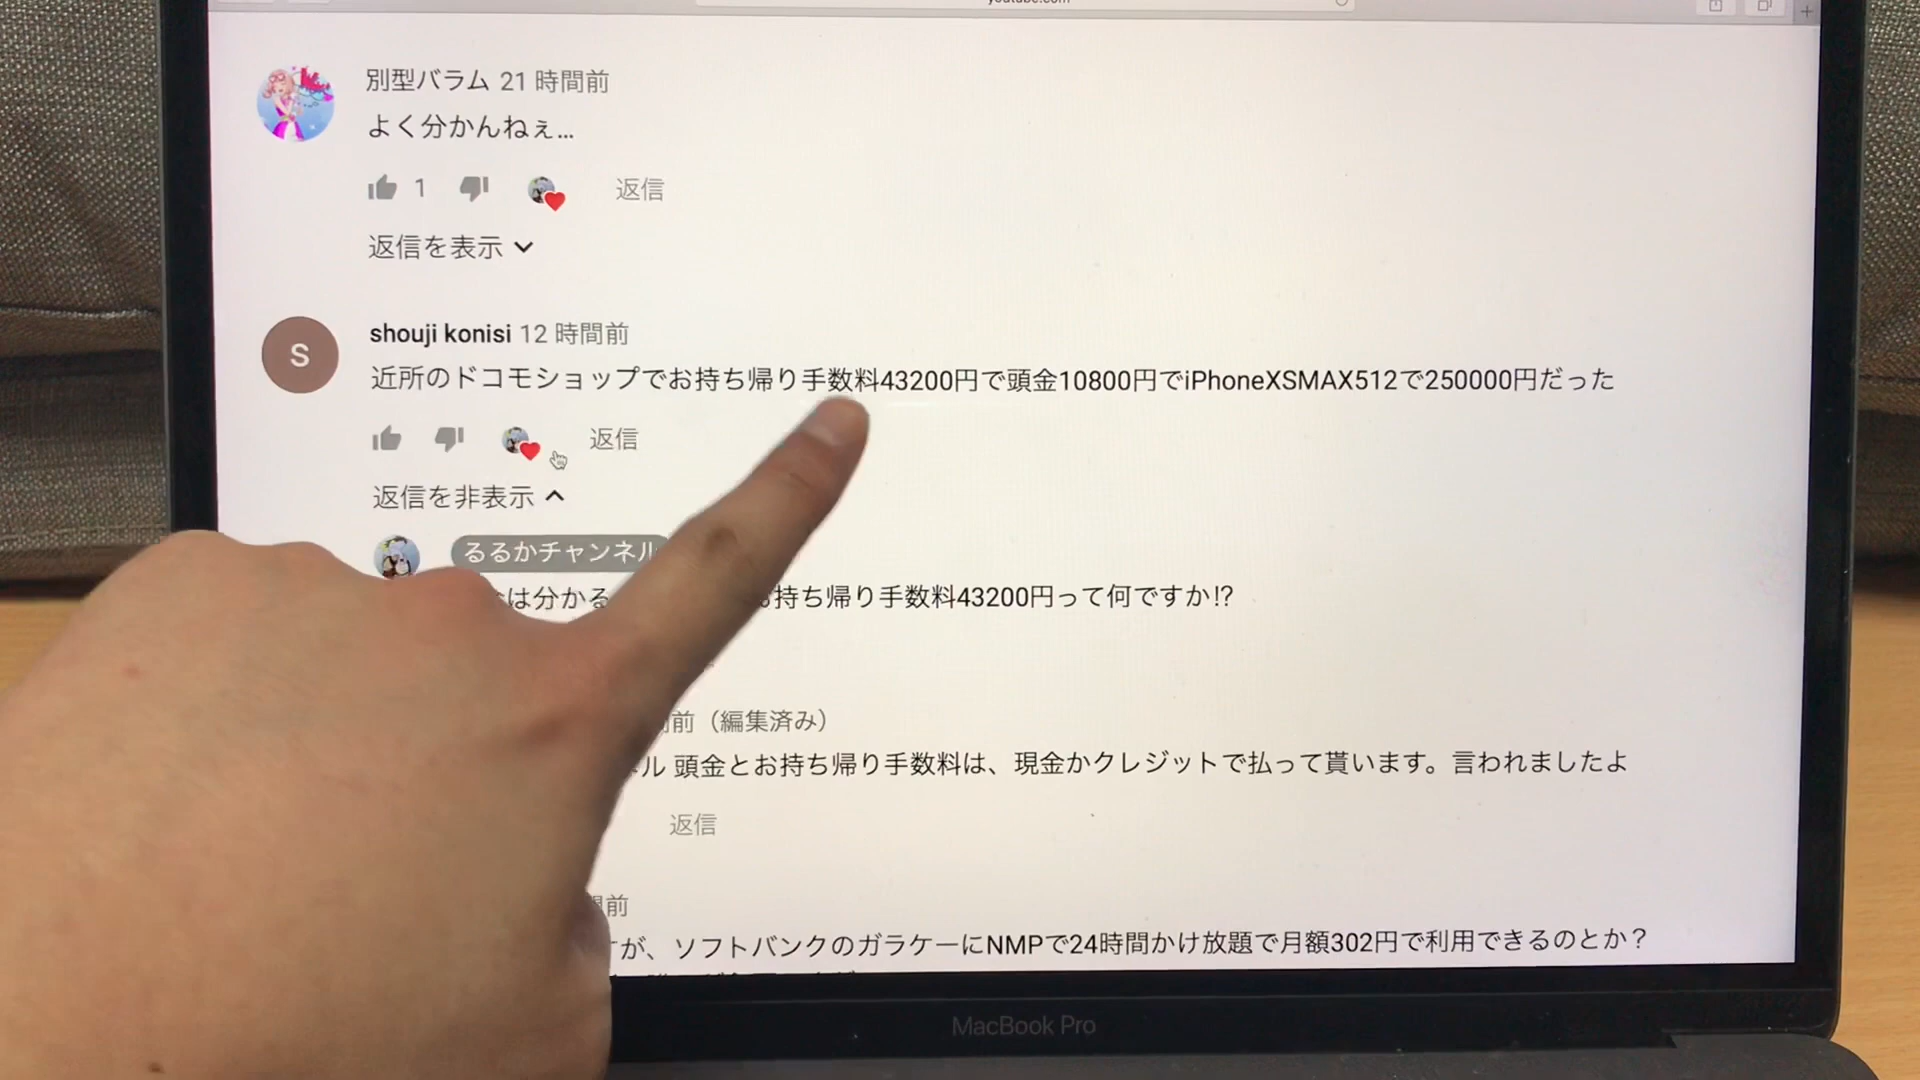 youtube.com
別型バラム 21 時間前
よく分かんねぇ...
1 返信
返信を表示
S
shouji konisi 12 時間前
近所のドコモショップでお持ち帰り手数料43200円で頭金10800円でiPhoneXSMAX512で250000円だった
返信
返信を非表示
るるかチャンネル
は分かる お持ち帰り手数料43200円って何ですか!?
前（編集済み）
ネル 頭金とお持ち帰り手数料は、現金かクレジットで払って貰います。言われましたよ
返信
間前
が、ソフトバンクのガラケーにNMPで24時間かけ放題で月額302円で利用できるのとか？
MacBook Pro